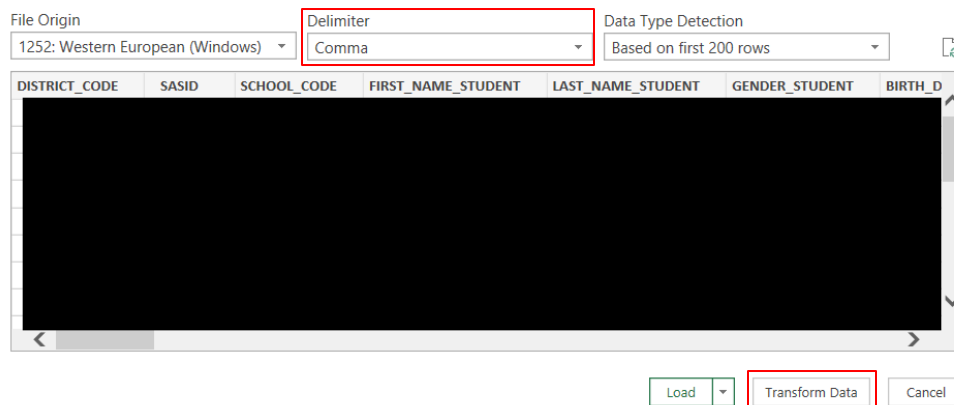 File Origin Delimiter Data Type Detection
1252: Western European (Windows) Comma Based on first 200 rows
DISTRICT_CODE SASID SCHOOL_CODE FIRST_NAME_STUDENT LAST_NAME_STUDENT GENDER_STUDENT BIRTH_D
Load Transform Data Cancel